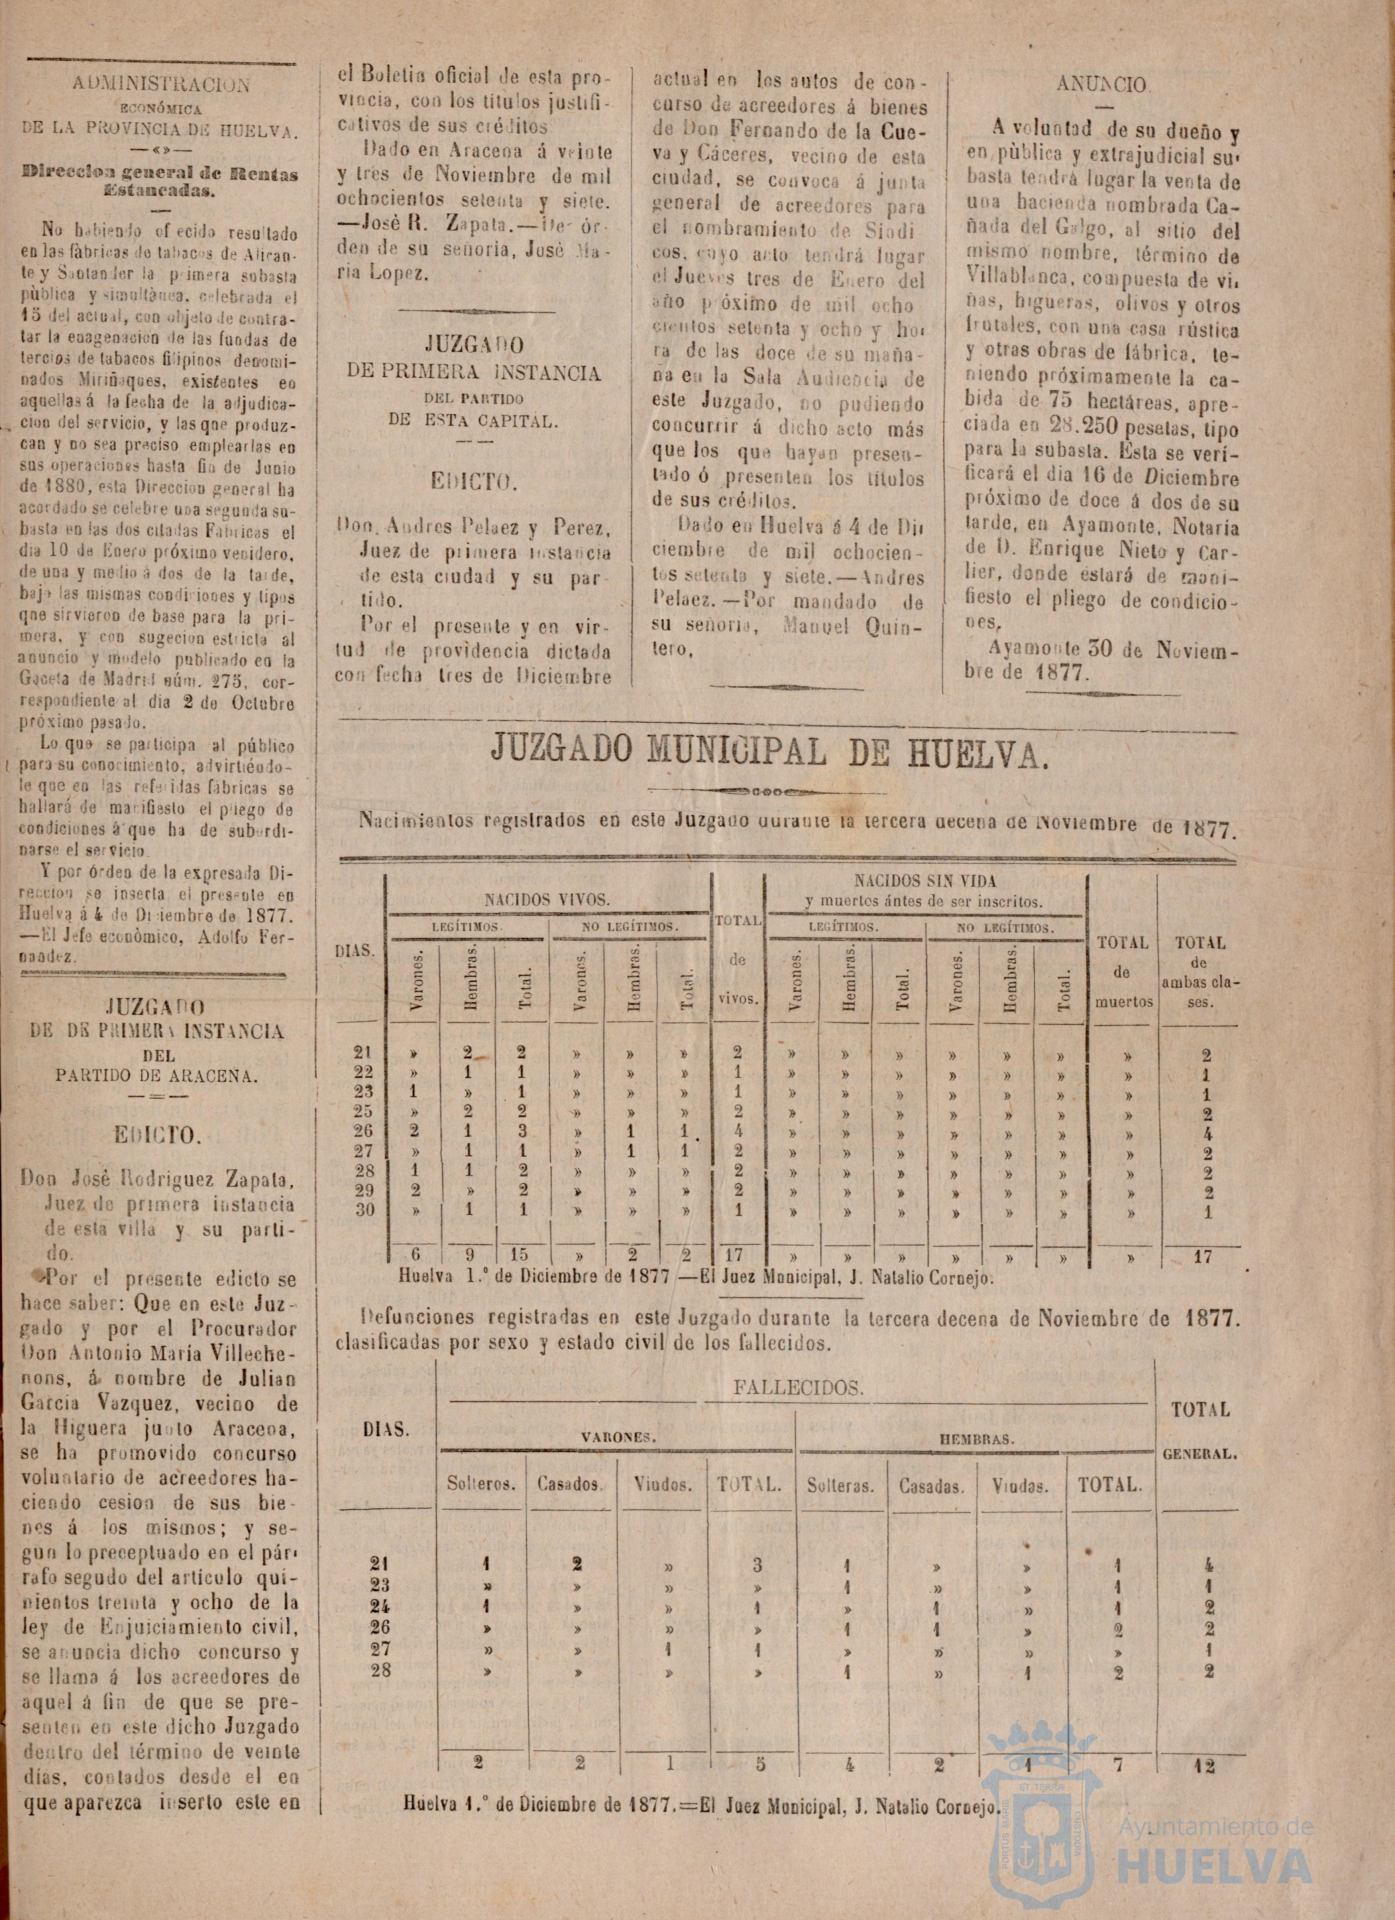 ADMINISTRACION
ECONÓMICA
DE LA PROVINCIA DE HUELVA.
—«»—
Direccion general de Rentas
Estancadas.
No habiendo of ecido resultado
en las fàbricas de tabacos de Alican-
te y Santander la primera subasta
pùblica y simultànea, celebrada el
15 del actual, con objeto de contra-
tar la enagenacion de las fundas de
tercios de tabacos filipinos denomi-
nados Miriñaques, existentes en
aquellas á la fecha de la adjudica-
cion del servicio, y las que produz-
can y no sea preciso emplearlas en
sus operaciones hasta fin de Junio
de 1880, esta Direccion general ha
acordado se celebre una segunda su-
basta en las dos citadas Fabricas el
dia 10 de Enero próximo venidero,
de una y medio á dos de la tarde,
bajo las mismas condiciones y tipos
que sirvieron de base para la pri-
mera, y con sugecion estricta al
anuncio y modelo publicado en la
Gaceta de Madrid núm. 275, cor-
respondiente al dia 2 de Octubre
próximo pasado.
Lo que se participa al público
para su conocimiento, advirtiéndo-
le que en las referidas fábricas se
hallará de manifiesto el pliego de
condiciones á que ha de subordi-
narse el servicio.
Y por órden de la expresada Di-
reccion se inserta el presente en
Huelva á 4 de Diciembre de 1877.
—El Jefe econòmico, Adolfo Fer-
nandez.
JUZGADO
DE DE PRIMERA INSTANCIA
DEL
PARTIDO DE ARACENA.
—=—
EDICTO.
Don Josè Rodriguez Zapata,
Juez de primera instancia
de esta villa y su parti-
do.
Por el presente edicto se
hace saber: Que en este Juz-
gado y por el Procurador
Don Antonio María Villeche-
nons, á nombre de Julian
Garcia Vazquez, vecino de
la Higuera junto Aracena,
se ha promovido concurso
voluntario de acreedores ha-
ciendo cesion de sus bie-
nes á los mismos; y se-
gun lo preceptuado en el pár-
rafo segudo del articulo qui-
nientos treinta y ocho de la
ley de Enjuiciamiento civil,
se anuncia dicho concurso y
se llama á los acreedores de
aquel á fin de que se pre-
senten en este dicho Juzgado
dentro del término de veinte
dias, contados desde el en
que aparezca inserto este en
el Boletin oficial de esta pro-
vincia, con los titulos justifi-
cativos de sus créditos
Dado en Aracena á veinte
y tres de Noviembre de mil
ochocientos setenta y siete.
—Josè R. Zapata.—De ór-
den de su señoria, Josè Ma-
ria Lopez.
JUZGADO
DE PRIMERA INSTANCIA
DEL PARTIDO
DE ESTA CAPITAL.
— —
EDICTO.
Don Andres Pelaez y Perez,
Juez de primera instancia
de esta ciudad y su par-
tido.
Por el presente y en vir-
tud de providencia dictada
con fecha tres de Diciembre
actual en los autos de con-
curso de acreedores á bienes
de Don Fernando de la Cue-
va y Cáceres, vecino de esta
ciudad, se convoca á junta
general de acreedores para
el nombramiento de Sindi
cos, cuyo acto tendrá lugar
el Jueves tres de Enero del
año próximo de mil ocho
cientos setenta y ocho y ho-
ra de las doce de su maña-
na en la Sala Audiencia de
este Juzgado, no pudiendo
concurrir á dicho acto más
que los que hayan presen-
tado ó presenten los titulos
de sus créditos.
Dado en Huelva á 4 de Di-
ciembre de mil ochocien-
tos setenta y siete.—Andres
Pelaez.—Por mandado de
su señoria, Manuel Quin-
tero,
ANUNCIO
A voluntad de su dueño y
en pùblica y extrajudicial su-
basta tendrá lugar la venta de
una hacienda nombrada Ca-
ñada del Galgo, al sitio del
mismo nombre, término de
Villablanca, compuesta de vi-
ñas, higueras, olivos y otros
frutales, con una casa rústica
y otras obras de fábrica, te-
niendo próximamente la ca-
bida de 75 hectáreas, apre-
ciada en 28.250 pesetas, tipo
para la subasta. Esta se veri-
ficará el dia 16 de Diciembre
próximo de doce á dos de su
tarde, en Ayamonte, Notaria
de D. Enrique Nieto y Car-
lier, donde estará de mani-
fiesto el pliego de condicio-
nes.
Ayamonte 30 de Noviem-
bre de 1877.
JUZGADO MUNICIPAL DE HUELVA.
Nacimientos registrados en este Juzgado durante la tercera decena de Noviembre de 1877.
DIAS. NACIDOS VIVOS. TOTAL de vivos. NACIDOS SIN VIDA y muertos ántes de ser inscritos. TOTAL de muertos TOTAL de ambas cla-ses.
LEGÍTIMOS. NO LEGÍTIMOS. LEGÍTIMOS. NO LEGÍTIMOS.
Varones. Hembras. Total. Varones. Hembras. Total. Varones. Hembras. Total. Varones. Hembras. Total.
21 » 2 2 » » » 2 » » » » » » » 2
22 » 1 1 » » » 1 » » » » » » » 1
23 1 » 1 » » » 1 » » » » » » » 1
25 » 2 2 » » » 2 » » » » » » » 2
26 2 1 3 » 1 1 4 » » » » » » » 4
27 » 1 1 » 1 1 2 » » » » » » » 2
28 1 1 2 » » » 2 » » » » » » » 2
29 2 » 2 » » » 2 » » » » » » » 2
30 » 1 1 » » » 1 » » » » » » » 1
6 9 15 » 2 2 17 » » » » » » » 17
Huelva 1.º de Diciembre de 1877 —El Juez Municipal, J. Natalio Cornejo.
Defunciones registradas en este Juzgado durante la tercera decena de Noviembre de 1877.
clasificadas por sexo y estado civil de los fallecidos.
DIAS. FALLECIDOS. TOTAL GENERAL.
VARONES. HEMBRAS.
Solteros. Casados. Viudos. TOTAL. Solteras. Casadas. Viudas. TOTAL.
21 1 2 » 3 1 » » 1 4
23 » » » » 1 » » 1 1
24 1 » » 1 » 1 » 1 2
26 » » » » 1 1 » 2 2
27 » » 1 1 » » » » 1
28 » » » » 1 » 1 2 2
2 2 1 5 4 2 1 7 12
Huelva 1.º de Diciembre de 1877.=El Juez Municipal, J. Natalio Cornejo.
Ayuntamiento de
HUELVA